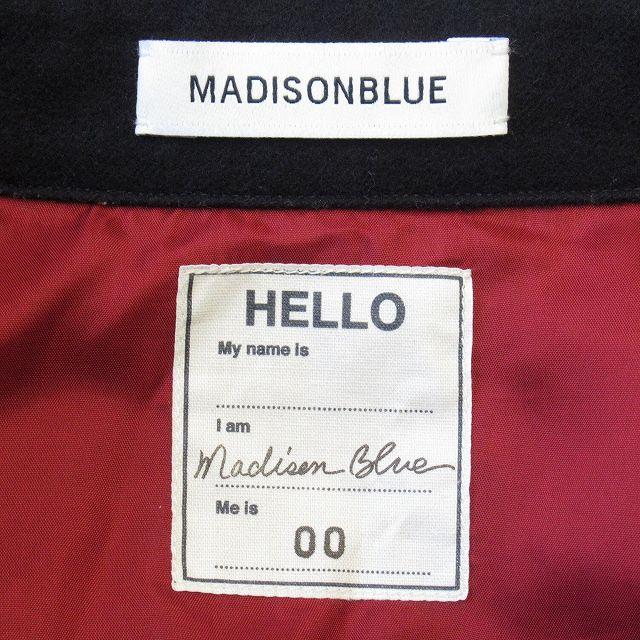 MADISONBLUE
HELLO
My name is
I am
Madison Blue
Me is
00